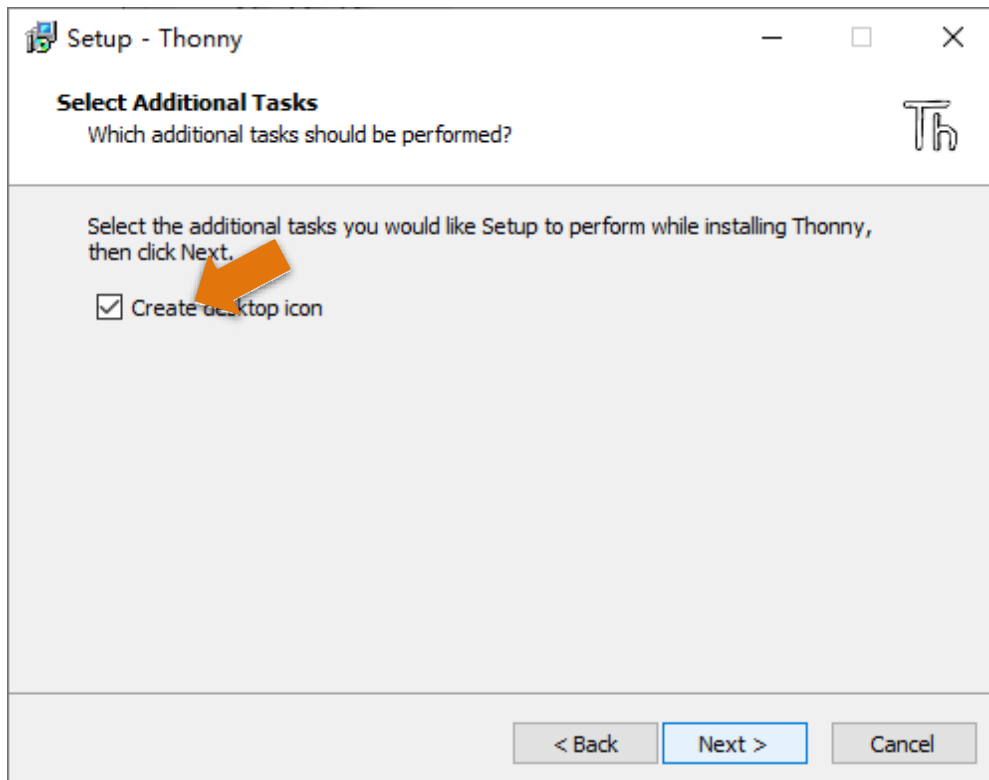 Setup - Thonny
Select Additional Tasks
Which additional tasks should be performed?
Th
Select the additional tasks you would like Setup to perform while installing Thonny,
then click Next.
Create desktop icon
< Back
Next >
Cancel